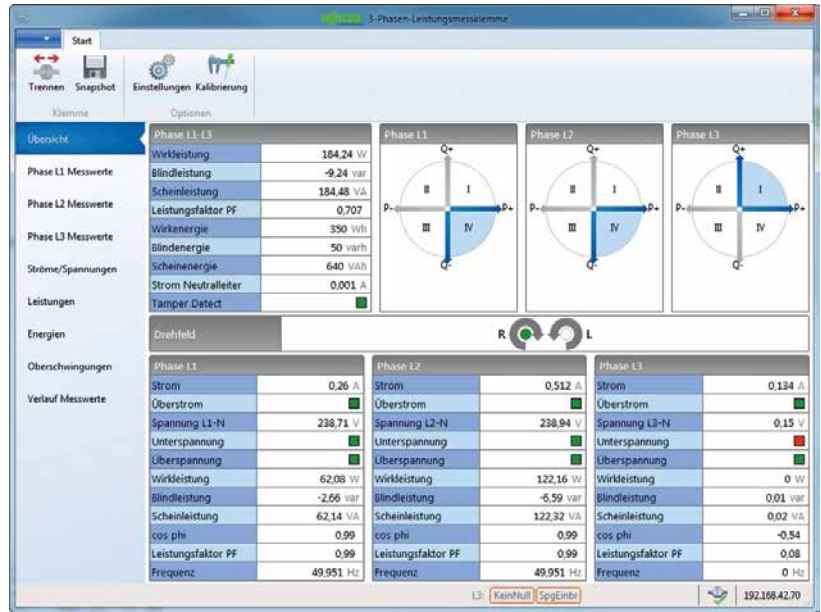 WAGO 3-Phasen-Leistungsmessklemme
Start
Trennen Snapshot Einstellungen Kalibrierung
Klemme Optionen
Übersicht
Phase L1 Messwerte
Phase L2 Messwerte
Phase L3 Messwerte
Ströme/Spannungen
Leistungen
Energien
Oberschwingungen
Verlauf Messwerte
Phase L1-L3
Wirkleistung 184,24 W
Blindleistung -9,24 var
Scheinleistung 184,48 VA
Leistungsfaktor PF 0,707
Wirkenergie 350 Wh
Blindenergie 50 varh
Scheinenergie 640 VAh
Strom Neutralleiter 0,001 A
Tamper Detect
Phase L1
Q+
II I
P- P+
III IV
Q-
Phase L2
Q+
II I
P- P+
III IV
Q-
Phase L3
Q+
II I
P- P+
III IV
Q-
Drehfeld R L
Phase L1
Strom 0,26 A
Überstrom
Spannung L1-N 238,71 V
Unterspannung
Überspannung
Wirkleistung 62,08 W
Blindleistung -2,66 var
Scheinleistung 62,14 VA
cos phi 0,99
Leistungsfaktor PF 0,99
Frequenz 49,951 Hz
Phase L2
Strom 0,512 A
Überstrom
Spannung L2-N 238,94 V
Unterspannung
Überspannung
Wirkleistung 122,16 W
Blindleistung -6,59 var
Scheinleistung 122,32 VA
cos phi 0,99
Leistungsfaktor PF 0,99
Frequenz 49,951 Hz
Phase L3
Strom 0,134 A
Überstrom
Spannung L3-N 0,15 V
Unterspannung
Überspannung
Wirkleistung 0 W
Blindleistung 0,01 var
Scheinleistung 0,02 VA
cos phi -0,54
Leistungsfaktor PF 0,08
Frequenz 0 Hz
L3: KeinNull SpgEinbr 192.168.42.70